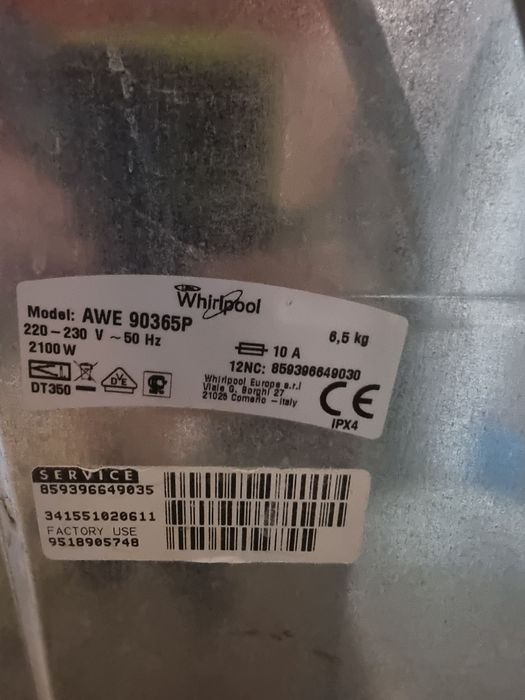 Whirlpool
Model: AWE 90365P
220-230 V ~ 50 Hz
2100 W
6,5 kg
10 A
12NC: 859396649030
DT350
DVE
Whirlpool Europe s.r.l
Viale G. Borghi 27
21025 Comerio - Italy
CE
IPX4
SERVICE
859396649035
341551020611
FACTORY USE
9518905748